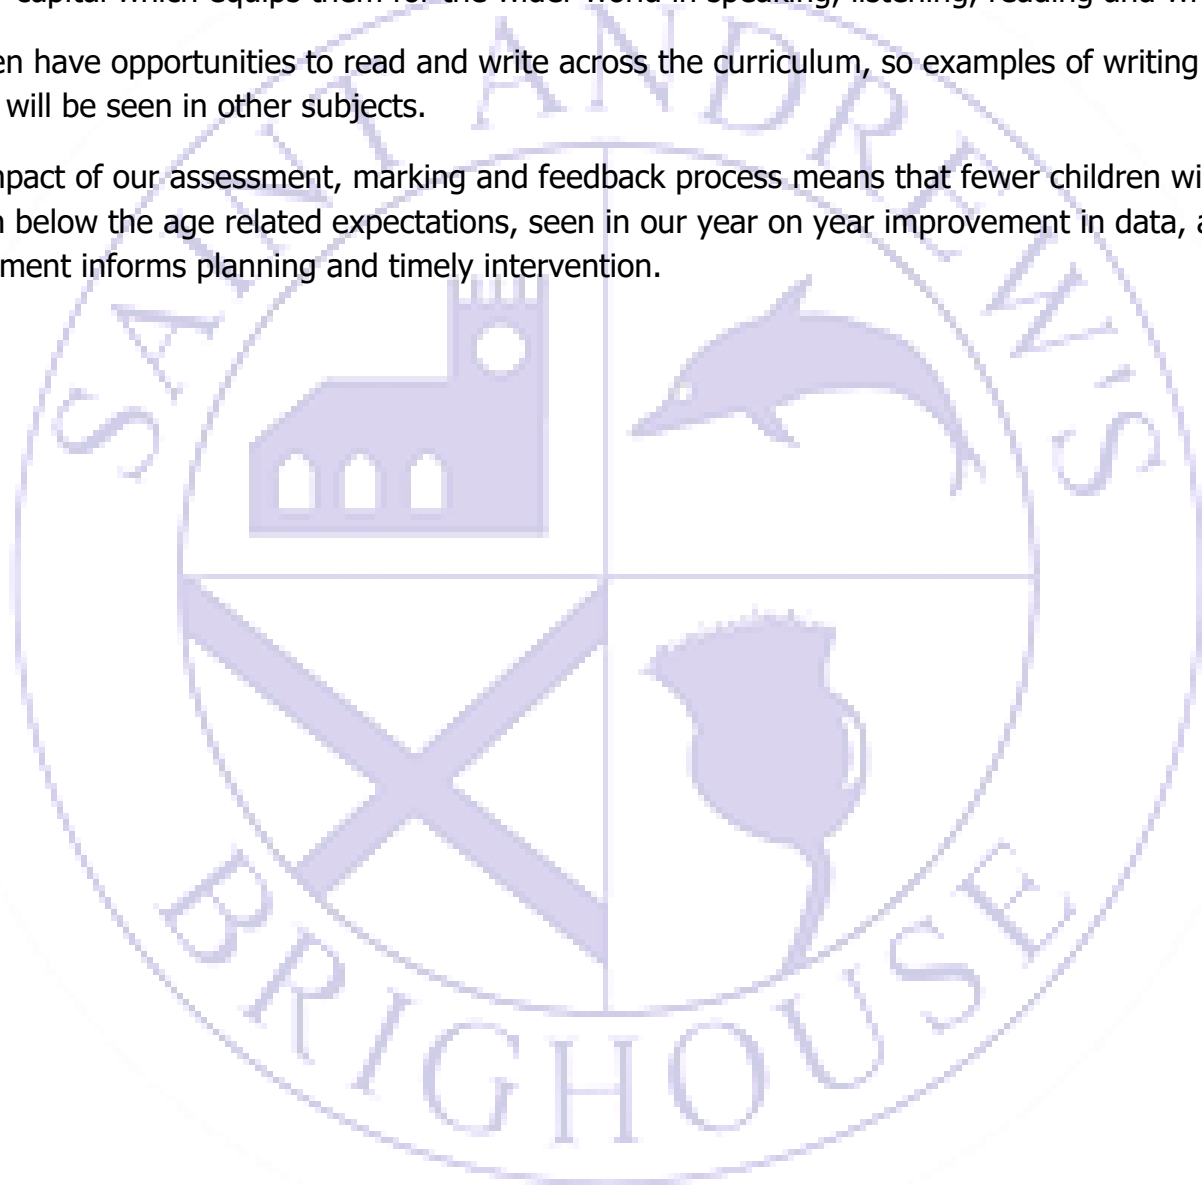 capital which equips them for the wider world in speaking, listening, reading and
en have opportunities to read and write across the curriculum, so examples of writing
will be seen in other subjects.
mpact of our assessment, marking and feedback process means that fewer children
below the age related expectations, seen in our year on year improvement in data,
ment informs planning and timely intervention.
SAINT ANDREW'S
BRIGHOUSE